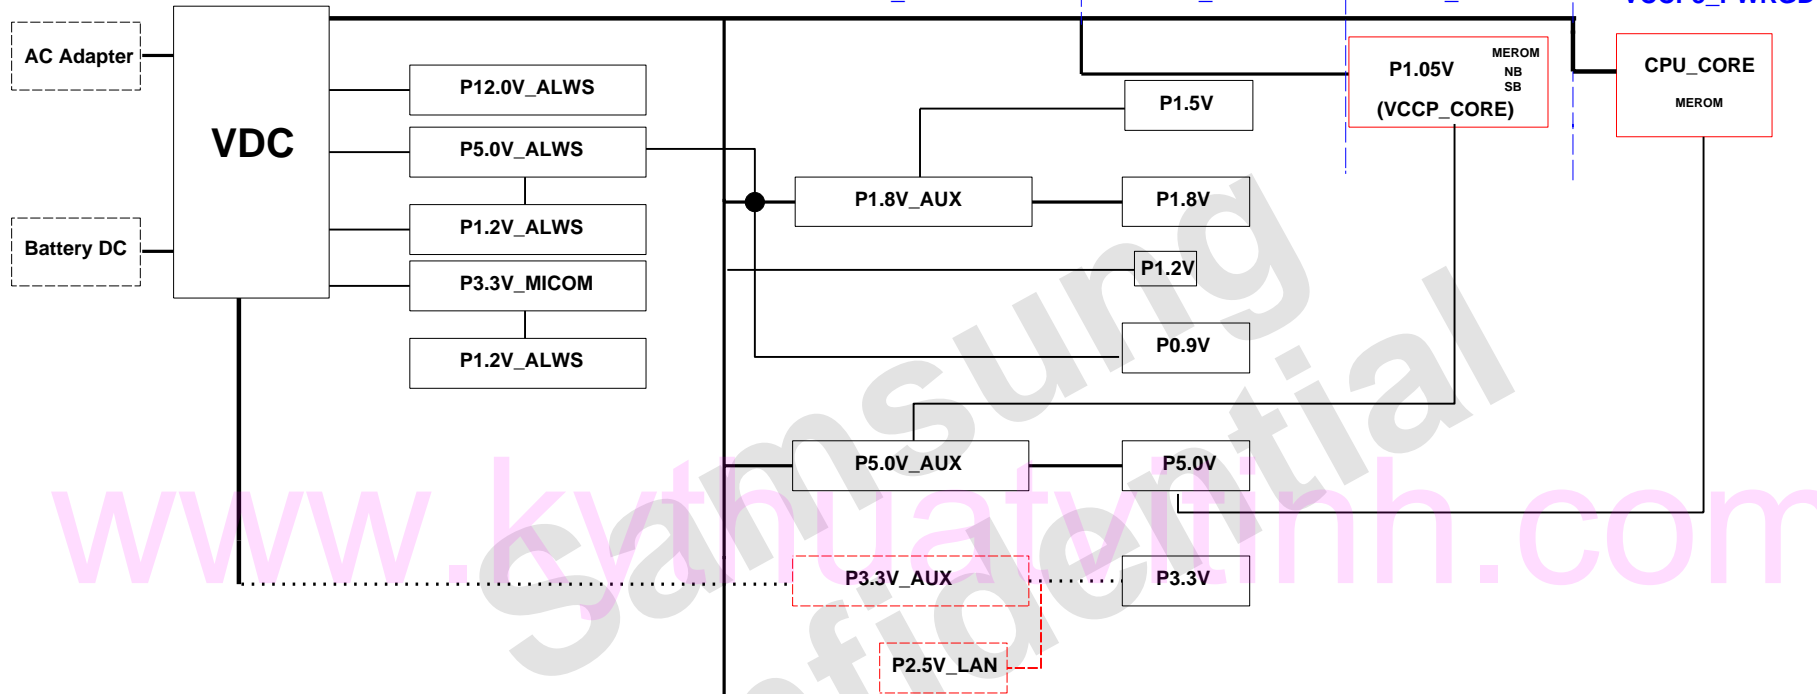 AC Adapter
Battery DC
VDC
P12.0V_ALWS
P5.0V_ALWS
P1.2V_ALWS
P3.3V_MICOM
P1.2V_ALWS
P1.5V
P1.8V_AUX
P1.8V
P1.2V
P0.9V
P5.0V_AUX
P5.0V
P3.3V_AUX
P3.3V
P2.5V_LAN
P1.05V
MEROM
NB
SB
(VCCP_CORE)
CPU_CORE
MEROM
Samsung
www.kythuatvitinh.com